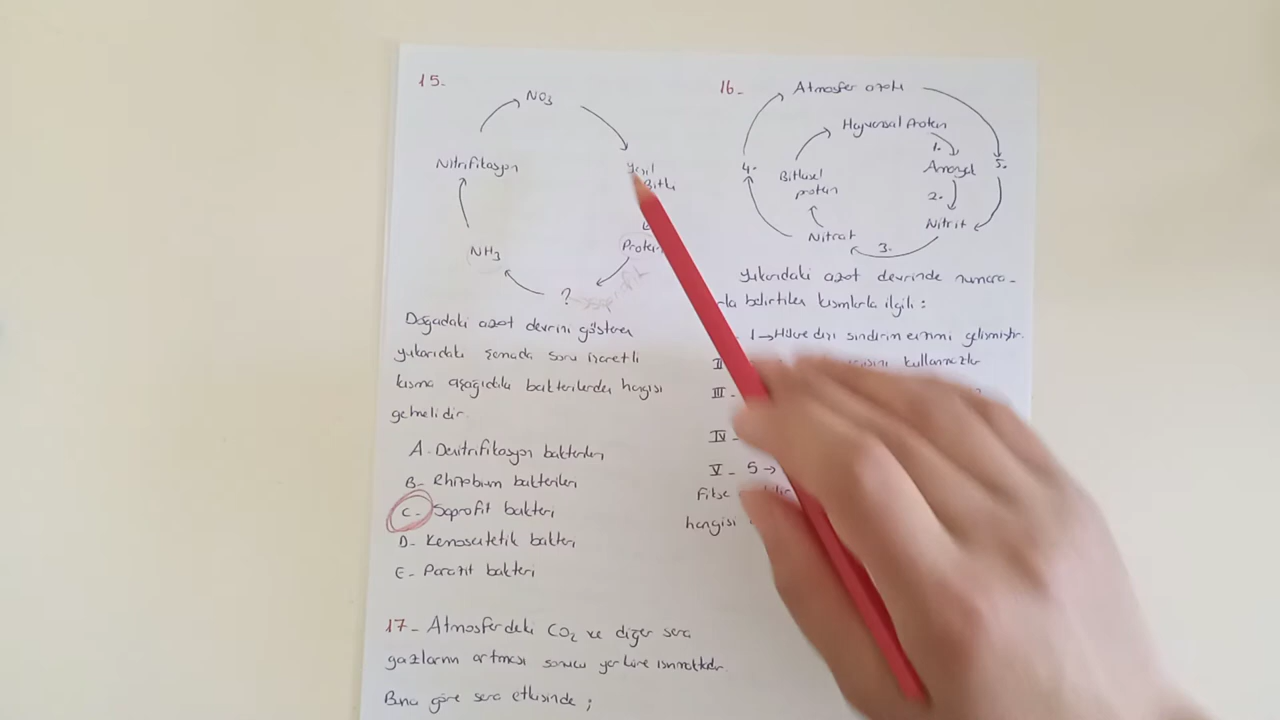 15.
NO3
Nitrifikasyon
Yeşil
Bitki
NH3
Protein
?
Doğadaki azot devrini gösteren
yukarıdaki şemada soru işaretli
kısma aşağıdaki bakterilerden hangisi
gelmelidir.
A. Denitrifikasyon bakterileri
B- Rhizobium bakterileri
C- Saprofit bakteri
D- Kemosentetik bakteri
E- Parazit bakteri
17- Atmosferdeki CO2 ve diğer sera
gazların artması sonucu yerküre ısınmaktadır
Buna göre sera etkisinde ;
16-
Atmosfer azotu
Hayvansal Protein
1.
4.
Bitkisel
protein
Amonyak
5.
2.
Nitrit
Nitrat
3.
Yukarıdaki azot devrinde numara-
-la belirtilen kısımlarla ilgili :
1→Hücre dışı sindirim enzimi gelişmiştir.
II
kullanmazlar
III-
IV-
V- 5→
hangisi